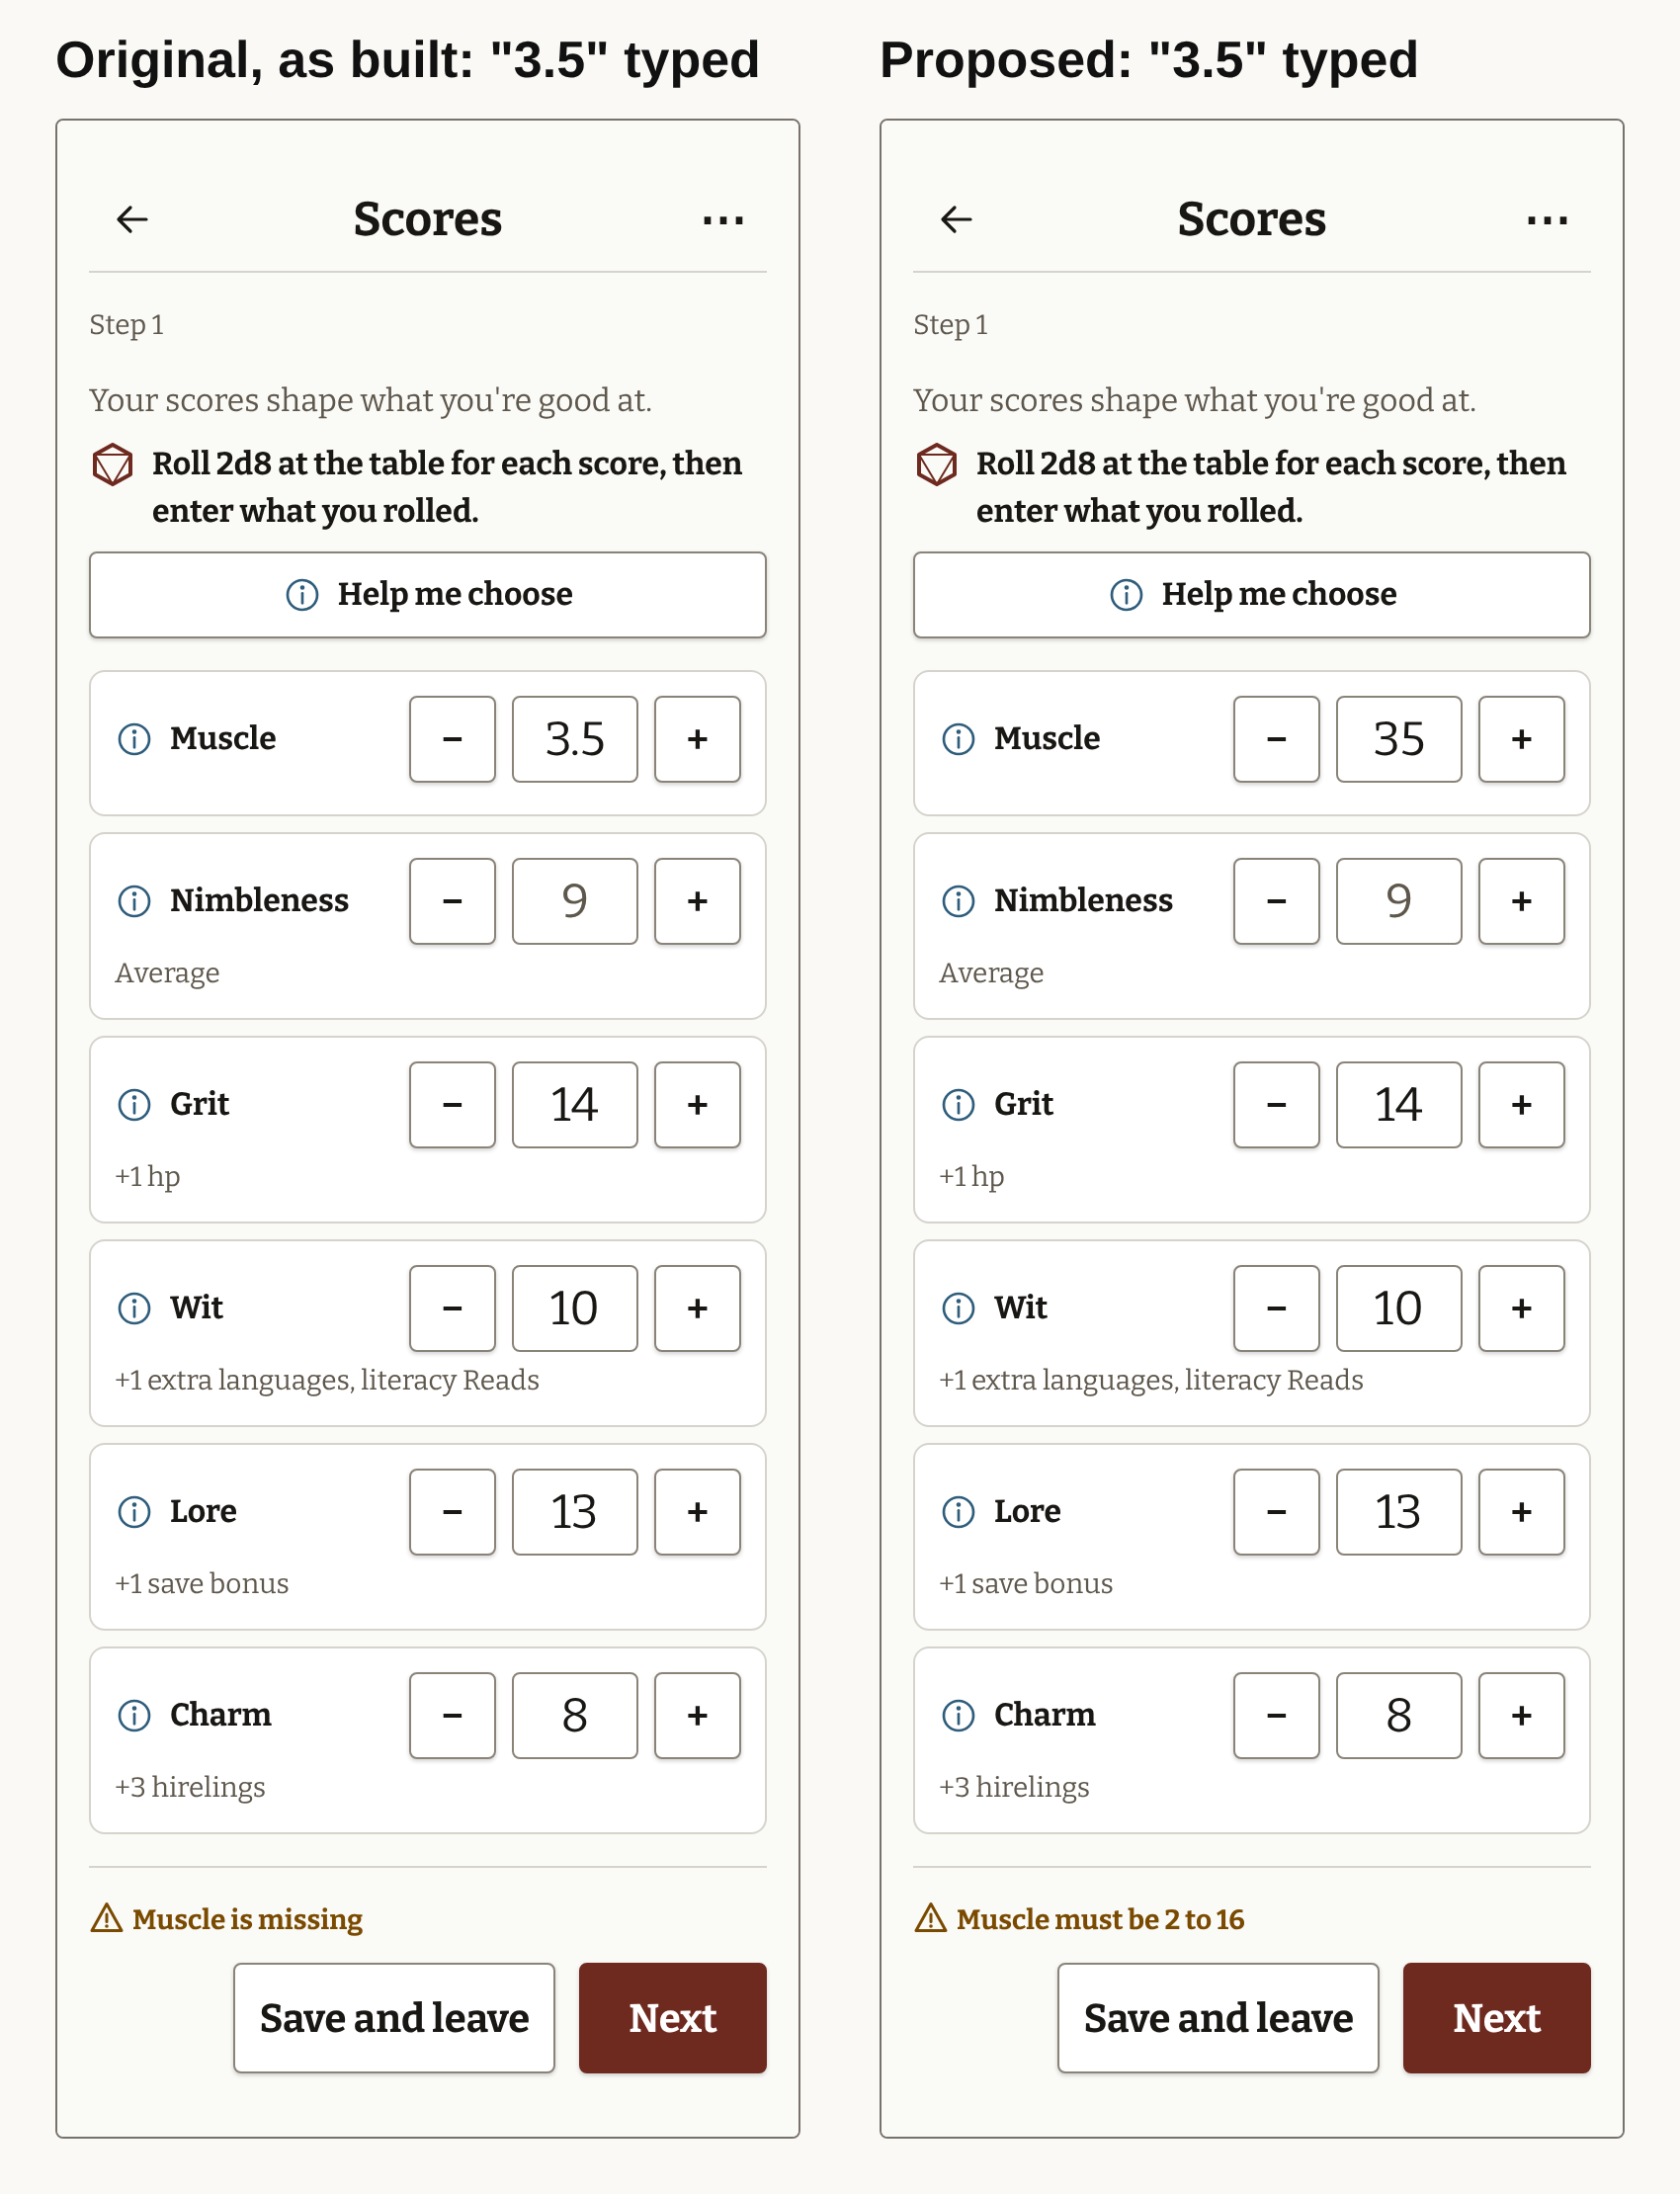 Original, as built: "3.5" typed
Scores
Step 1
Your scores shape what you're good at.
Roll 2d8 at the table for each score, then
enter what you rolled.
Help me choose
Muscle − 3.5 +
Nimbleness − 9 +
Average
Grit − 14 +
+1 hp
Wit − 10 +
+1 extra languages, literacy Reads
Lore − 13 +
+1 save bonus
Charm − 8 +
+3 hirelings
Muscle is missing
Save and leave Next
Proposed: "3.5" typed
Scores
Step 1
Your scores shape what you're good at.
Roll 2d8 at the table for each score, then
enter what you rolled.
Help me choose
Muscle − 35 +
Nimbleness − 9 +
Average
Grit − 14 +
+1 hp
Wit − 10 +
+1 extra languages, literacy Reads
Lore − 13 +
+1 save bonus
Charm − 8 +
+3 hirelings
Muscle must be 2 to 16
Save and leave Next